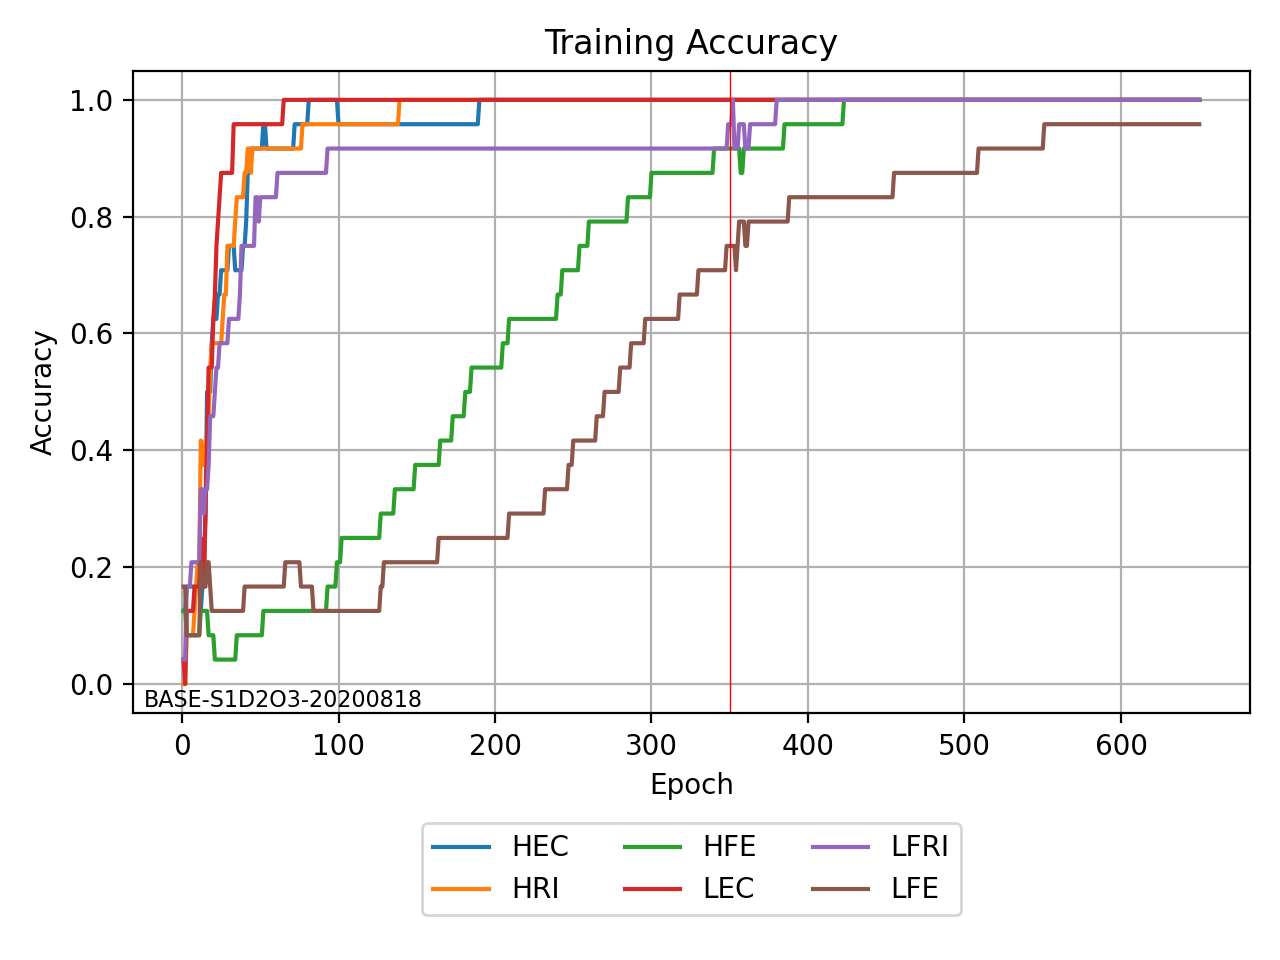 Training Accuracy
1.0
0.8
0.6
0.4
0.2
0.0
Accuracy
BASE-S1D2O3-20200818
0 100 200 300 400 500 600
Epoch
HEC HFE LFRI
HRI LEC LFE